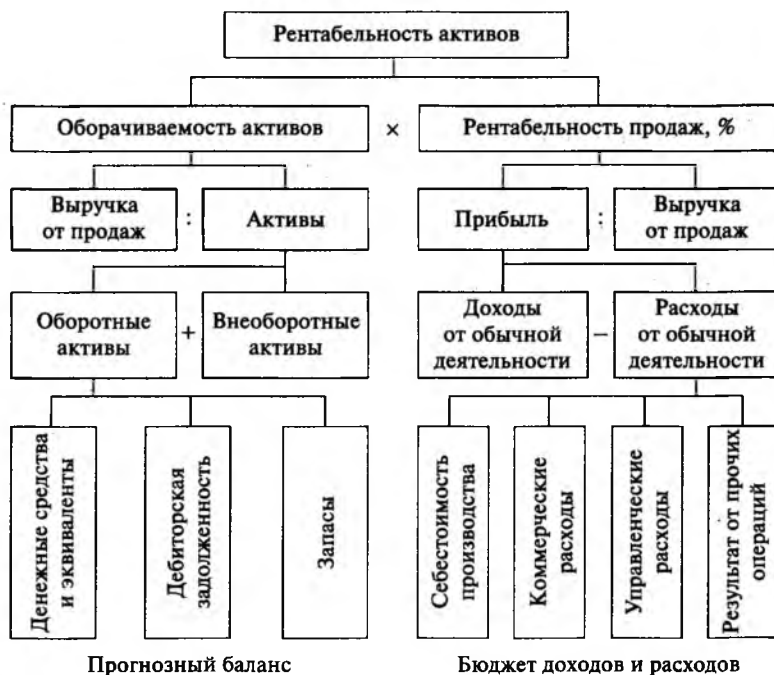 Рентабельность активов
Оборачиваемость активов × Рентабельность продаж, %
Выручка
от продаж
:
Активы
Прибыль
:
Выручка
от продаж
Оборотные
активы
+
Внеоборотные
активы
Доходы
от обычной
деятельности
–
Расходы
от обычной
деятельности
Денежные средства
и эквиваленты
Дебиторская
задолженность
Запасы
Себестоимость
производства
Коммерческие
расходы
Управленческие
расходы
Результат от прочих
операций
Прогнозный баланс
Бюджет доходов и расходов